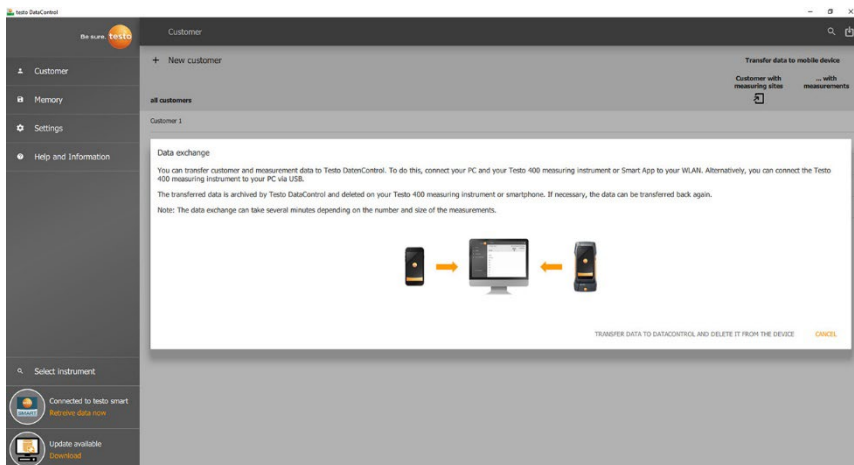 testo DataControl
Be sure. testo
Customer
Customer
Memory
Settings
Help and Information
+ New customer
Transfer data to mobile device
Customer with
measuring sites
... with
measurements
all customers
Customer 1
Data exchange
You can transfer customer and measurement data to Testo DatenControl. To do this, connect your PC and your Testo 400 measuring instrument or Smart App to your WLAN. Alternatively, you can connect the Testo
400 measuring instrument to your PC via USB.
The transferred data is archived by Testo DataControl and deleted on your Testo 400 measuring instrument or smartphone. If necessary, the data can be transferred back again.
Note: The data exchange can take several minutes depending on the number and size of the measurements.
TRANSFER DATA TO DATACONTROL AND DELETE IT FROM THE DEVICE
CANCEL
Select instrument
SMART
Connected to testo smart
Retreive data now
Update available
Download